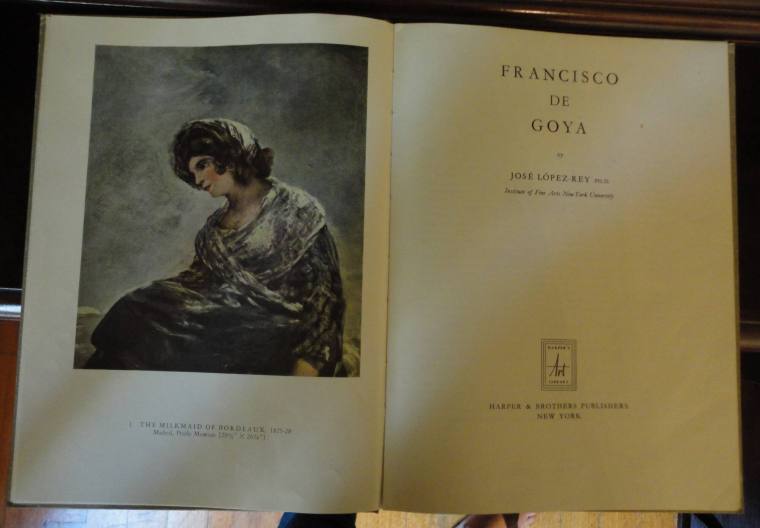 1 THE MILKMAID OF BORDEAUX, 1825-28
Madrid, Prado Museum
FRANCISCO
DE
GOYA
BY
JOSÉ LÓPEZ-REY PH.D.
Institute of Fine Arts New York University
HARPER'S
Art
LIBRARY
HARPER & BROTHERS PUBLISHERS
NEW YORK